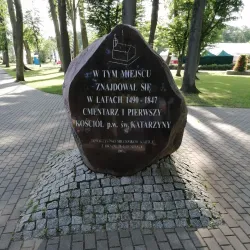 W TYM MIEJSCU
ZNAJDOWAŁ SIĘ
W LATACH 1490 - 1847
CMENTARZ I PIERWSZY
KOŚCIÓŁ p.w. św. KATARZYNY